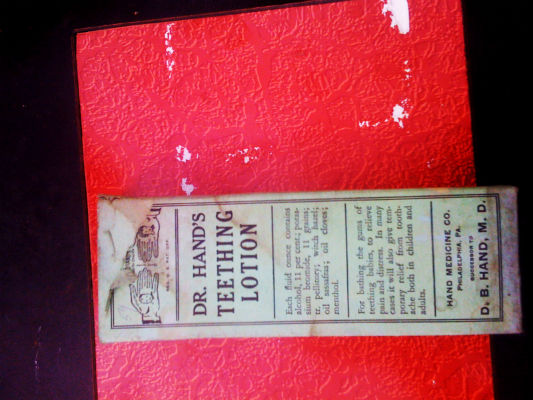 DR. HAND'S
TEETHING
LOTION
Each fluid ounce contains
alcohol, 11 per cent.; potas-
sium bromide, 11 grains;
tr. pellitory; witch hazel;
oil sassafras; oil cloves;
menthol.
For bathing the gums of
teething babies, to relieve
pain and distress. In many
cases it will also give tem-
porary relief from tooth-
ache both in children and
adults.
HAND MEDICINE CO.
PHILADELPHIA, PA.
SUCCESSOR TO
D. B. HAND, M. D.